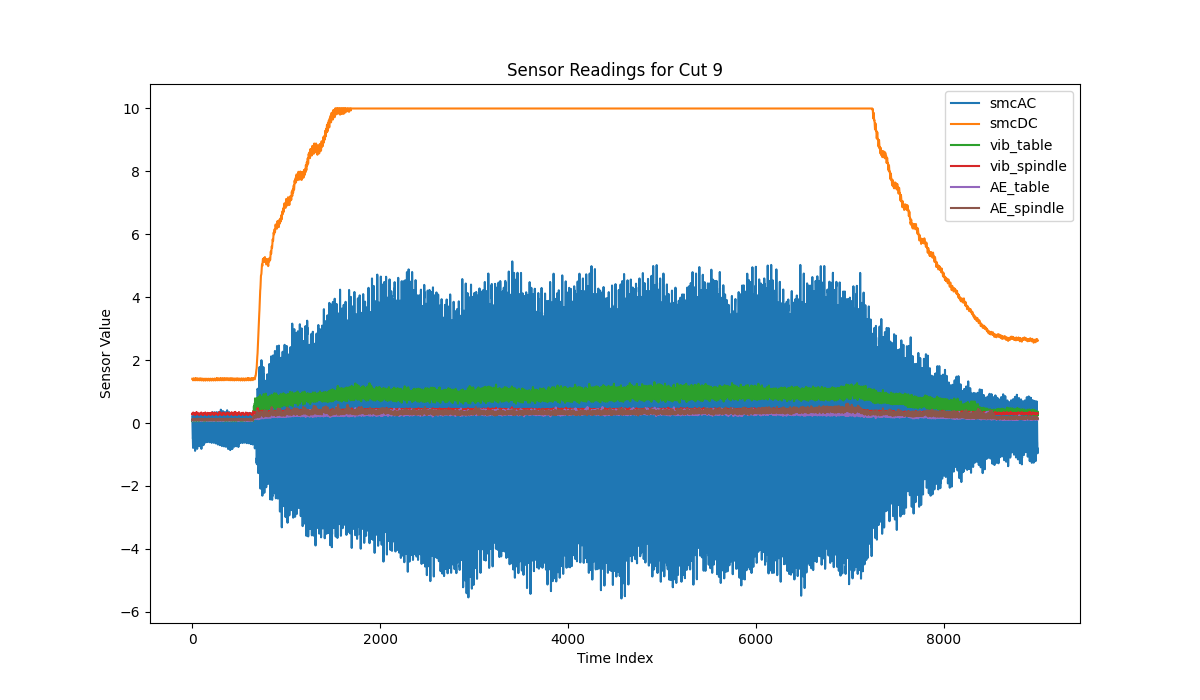 Sensor Readings for Cut 9
smcAC
smcDC
vib_table
vib_spindle
AE_table
AE_spindle
10
8
6
4
2
0
−2
−4
−6
Sensor Value
0 2000 4000 6000 8000
Time Index